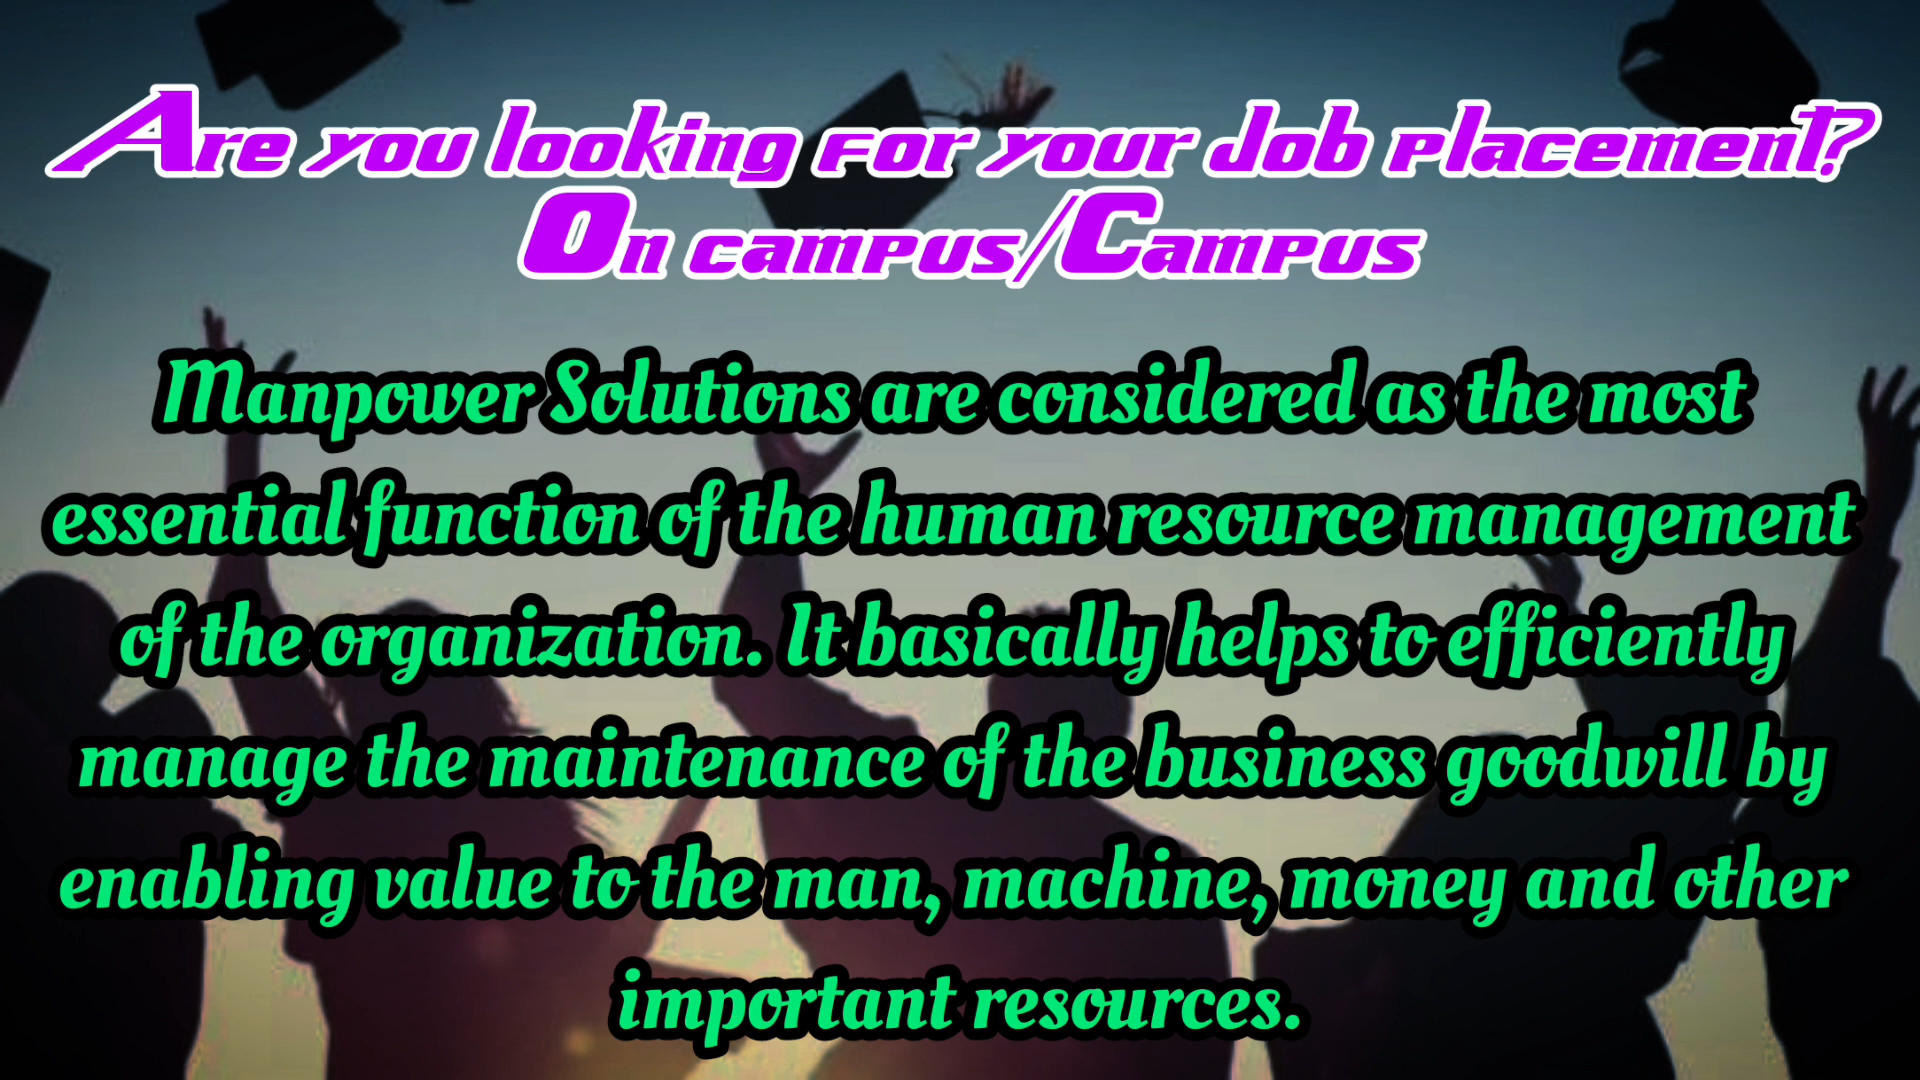 Are you looking for your Job placement?
On campus/Campus
Manpower Solutions are considered as the most
essential function of the human resource management
of the organization. It basically helps to efficiently
manage the maintenance of the business goodwill by
enabling value to the man, machine, money and other
important resources.